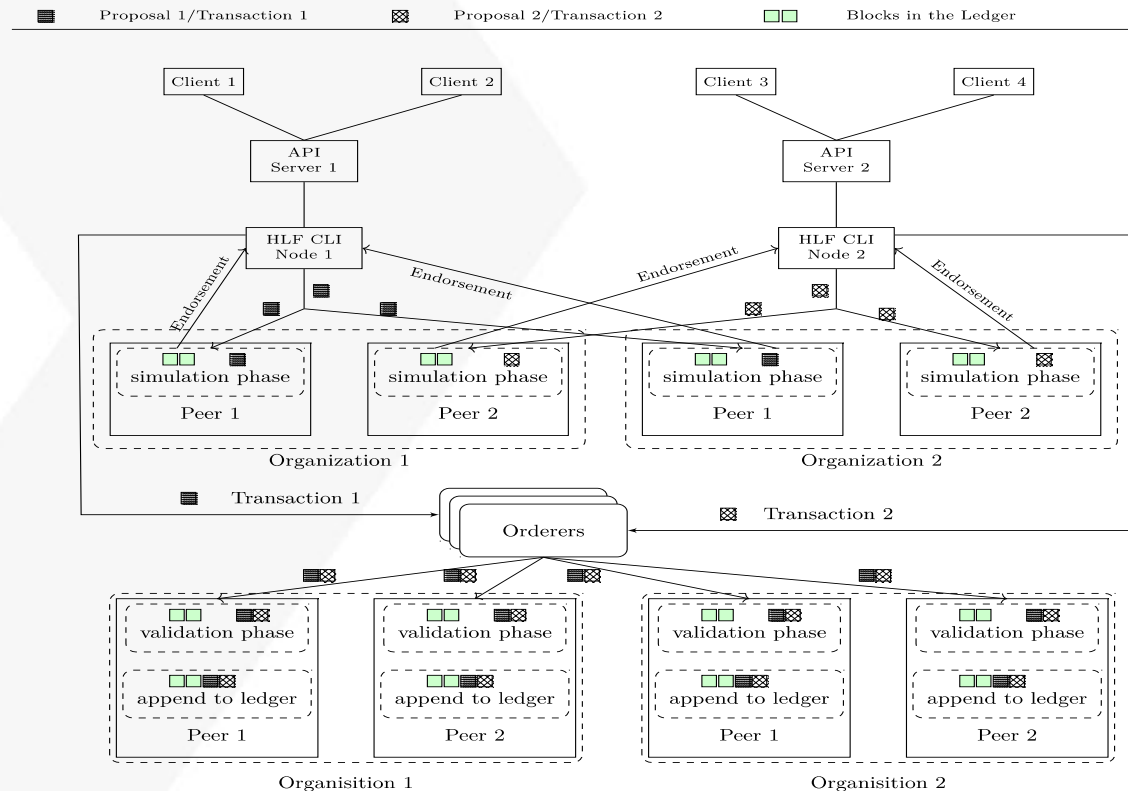 Proposal 1/Transaction 1
Proposal 2/Transaction 2
Blocks in the Ledger
Client 1
Client 2
Client 3
Client 4
API
Server 1
API
Server 2
HLF CLI
Node 1
HLF CLI
Node 2
Endorsement
Endorsement
Endorsement
Endorsement
simulation phase
Peer 1
simulation phase
Peer 2
simulation phase
Peer 1
simulation phase
Peer 2
Organization 1
Organization 2
Transaction 1
Orderers
Transaction 2
validation phase
append to ledger
Peer 1
validation phase
append to ledger
Peer 2
validation phase
append to ledger
Peer 1
validation phase
append to ledger
Peer 2
Organisition 1
Organisition 2